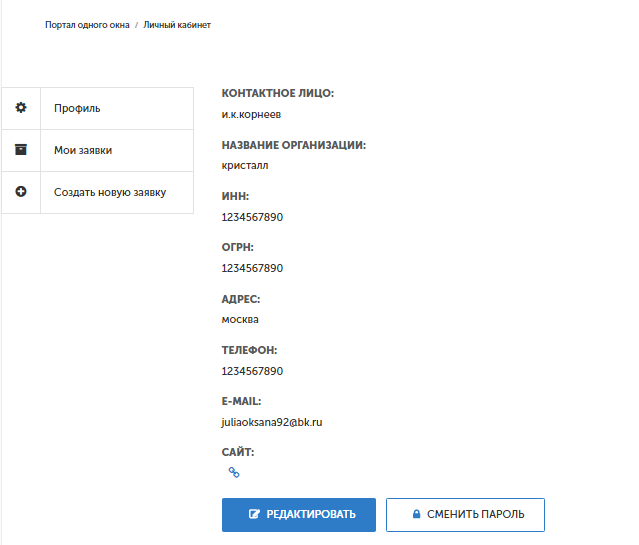 Портал одного окна / Личный кабинет
Профиль
Мои заявки
Создать новую заявку
КОНТАКТНОЕ ЛИЦО:
и.к.корнеев
НАЗВАНИЕ ОРГАНИЗАЦИИ:
кристалл
ИНН:
1234567890
ОГРН:
1234567890
АДРЕС:
москва
ТЕЛЕФОН:
1234567890
E-MAIL:
juliaoksana92@bk.ru
САЙТ:
РЕДАКТИРОВАТЬ
СМЕНИТЬ ПАРОЛЬ